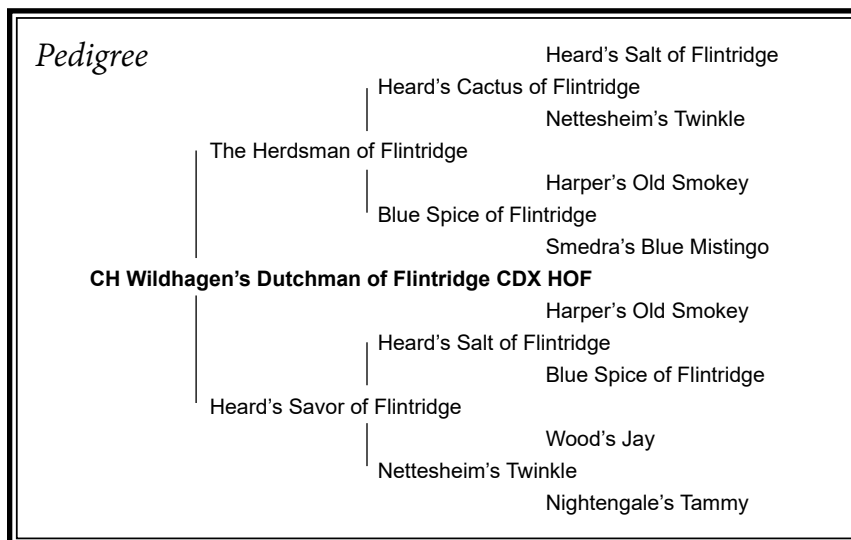 Pedigree
Heard’s Salt of Flintridge
Heard’s Cactus of Flintridge
Nettesheim’s Twinkle
The Herdsman of Flintridge
Harper’s Old Smokey
Blue Spice of Flintridge
Smedra’s Blue Mistingo
CH Wildhagen’s Dutchman of Flintridge CDX HOF
Harper’s Old Smokey
Heard’s Salt of Flintridge
Blue Spice of Flintridge
Heard’s Savor of Flintridge
Wood’s Jay
Nettesheim’s Twinkle
Nightengale’s Tammy